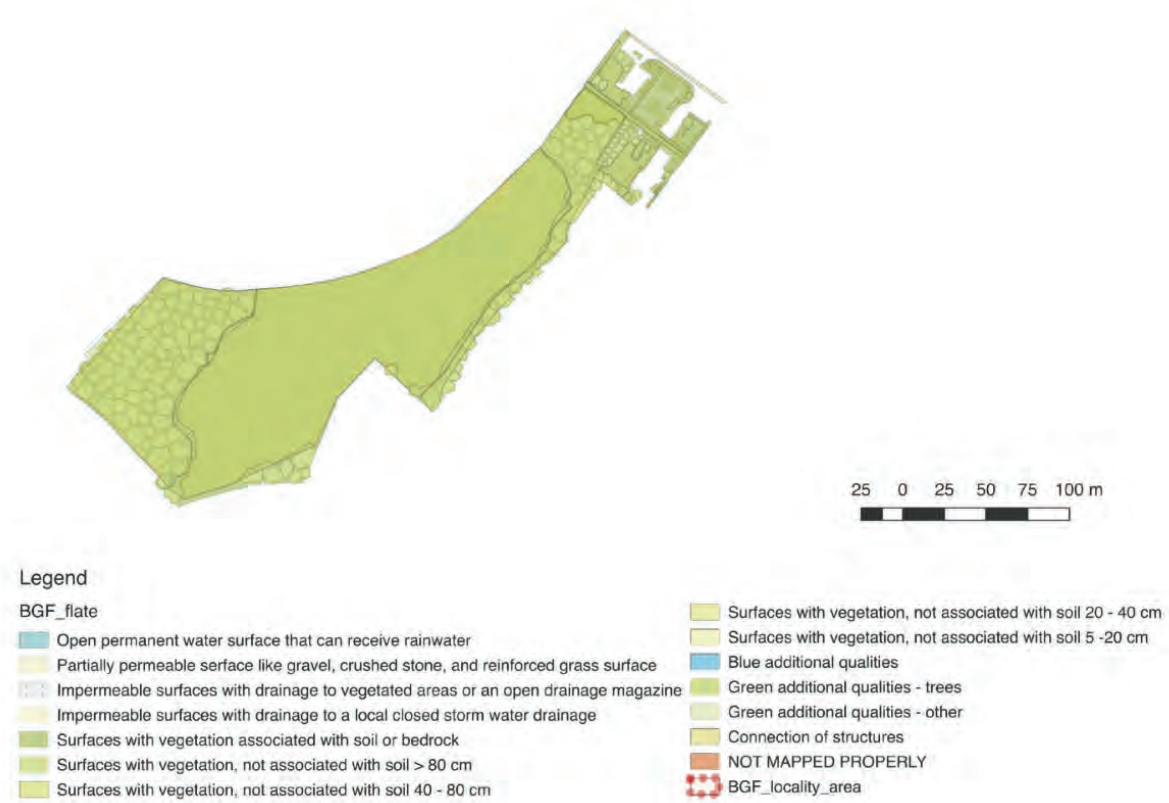 25 0 25 50 75 100 m
Legend
BGF_flate
Open permanent water surface that can receive rainwater
Partially permeable serface like gravel, crushed stone, and reinforced grass surface
Impermeable surfaces with drainage to vegetated areas or an open drainage magazine
Impermeable surfaces with drainage to a local closed storm water drainage
Surfaces with vegetation associated with soil or bedrock
Surfaces with vegetation, not associated with soil > 80 cm
Surfaces with vegetation, not associated with soil 40 - 80 cm
Surfaces with vegetation, not associated with soil 20 - 40 cm
Surfaces with vegetation, not associated with soil 5 -20 cm
Blue additional qualities
Green additional qualities - trees
Green additional qualities - other
Connection of structures
NOT MAPPED PROPERLY
BGF_locality_area